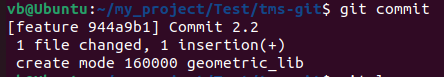 vb@Ubuntu:~/my_project/Test/tms-git$ git commit
[feature 944a9b1] Commit 2.2
 1 file changed, 1 insertion(+)
 create mode 160000 geometric_lib